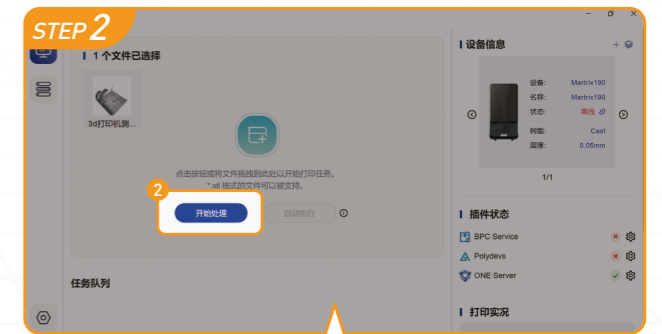 STEP 2
1 个文件已选择
3d打印机测...
点击按钮或将文件拖拽到此处以开始打印任务。
*.stl 格式的文件可以被支持。
2
开始处理
自动执行
任务队列
设备信息
设备: Martrix190
名称: Martrix190
状态: 离线
树脂: Cast
层厚: 0.05mm
1/1
插件状态
BPC Service
Polydevs
ONE Server
打印实况